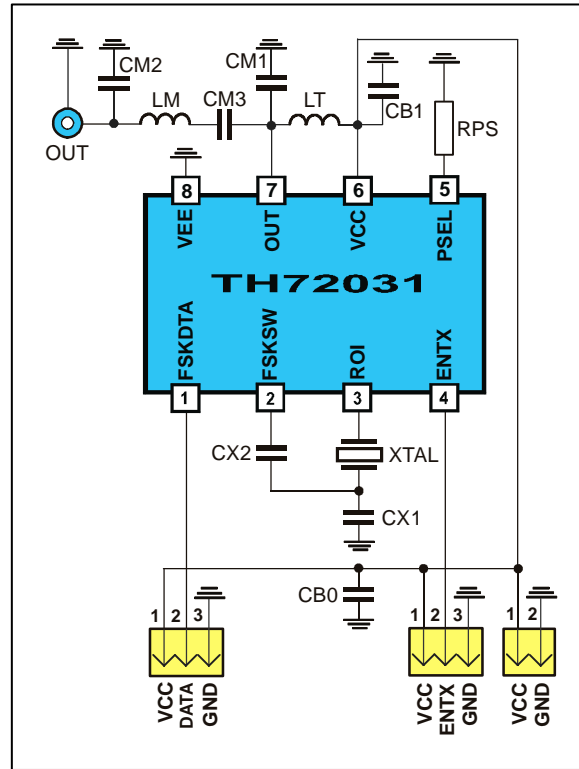 CM2
CM1
LM
CM3
LT
CB1
RPS
OUT
8
7
6
5
VEE
OUT
VCC
PSEL
TH72031
FSKDTA
FSKSW
ROI
ENTX
1
2
3
4
CX2
XTAL
CX1
CB0
1 2 3
1 2 3
1 2
VCC
DATA
GND
VCC
ENTX
GND
VCC
GND